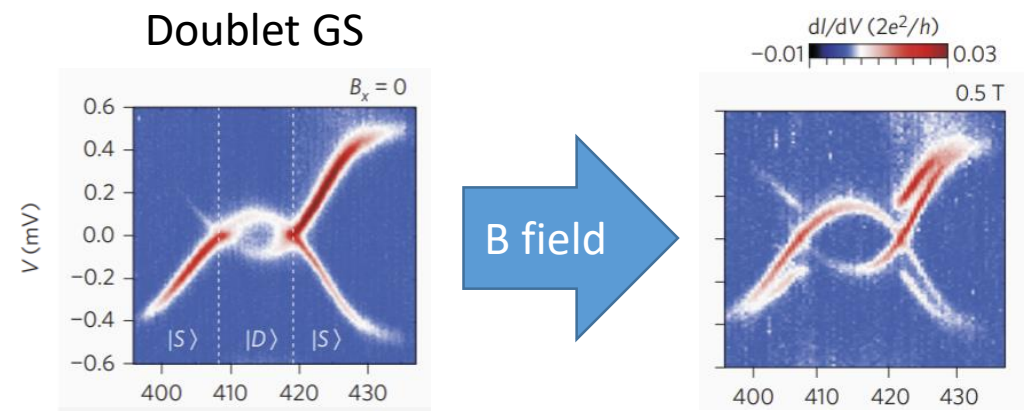 Doublet GS
B_x = 0
0.6
0.4
0.2
0.0
−0.2
−0.4
−0.6
V (mV)
|S⟩ |D⟩ |S⟩
400 410 420 430
B field
dI/dV (2e²/h)
−0.01 0.03
0.5 T
400 410 420 430